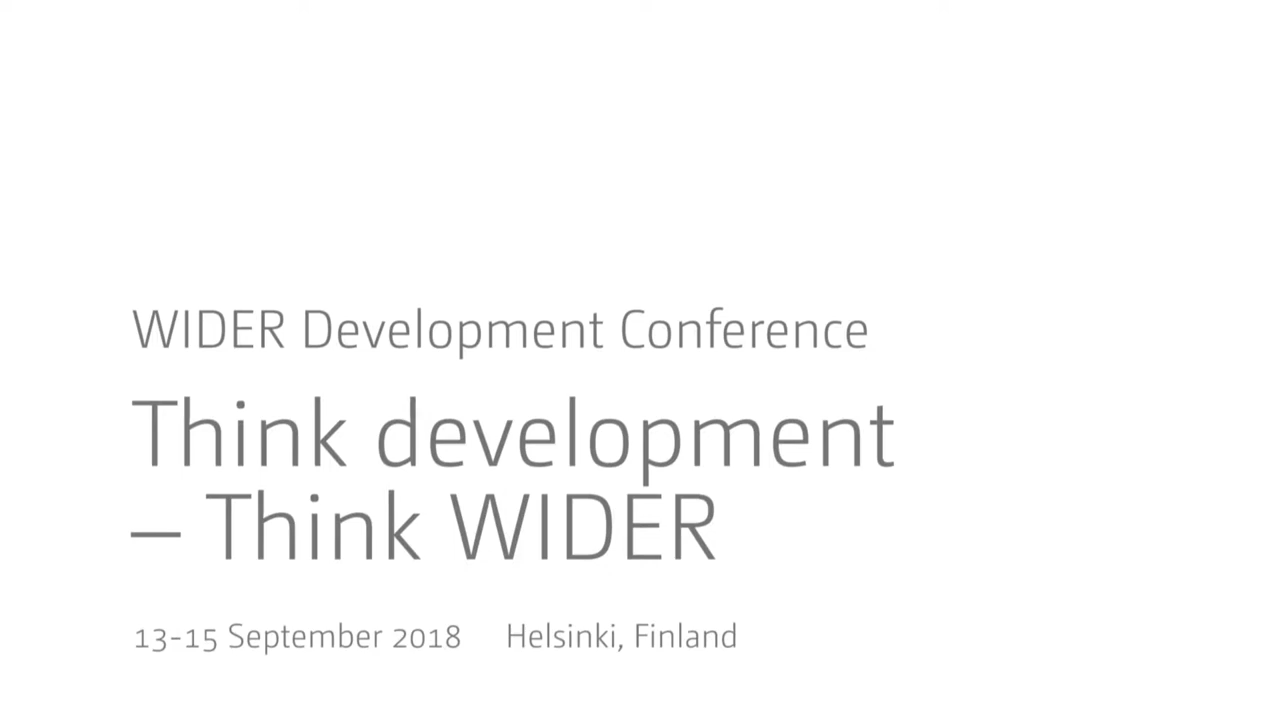 WIDER Development Conference
Think development
– Think WIDER
13-15 September 2018 Helsinki, Finland